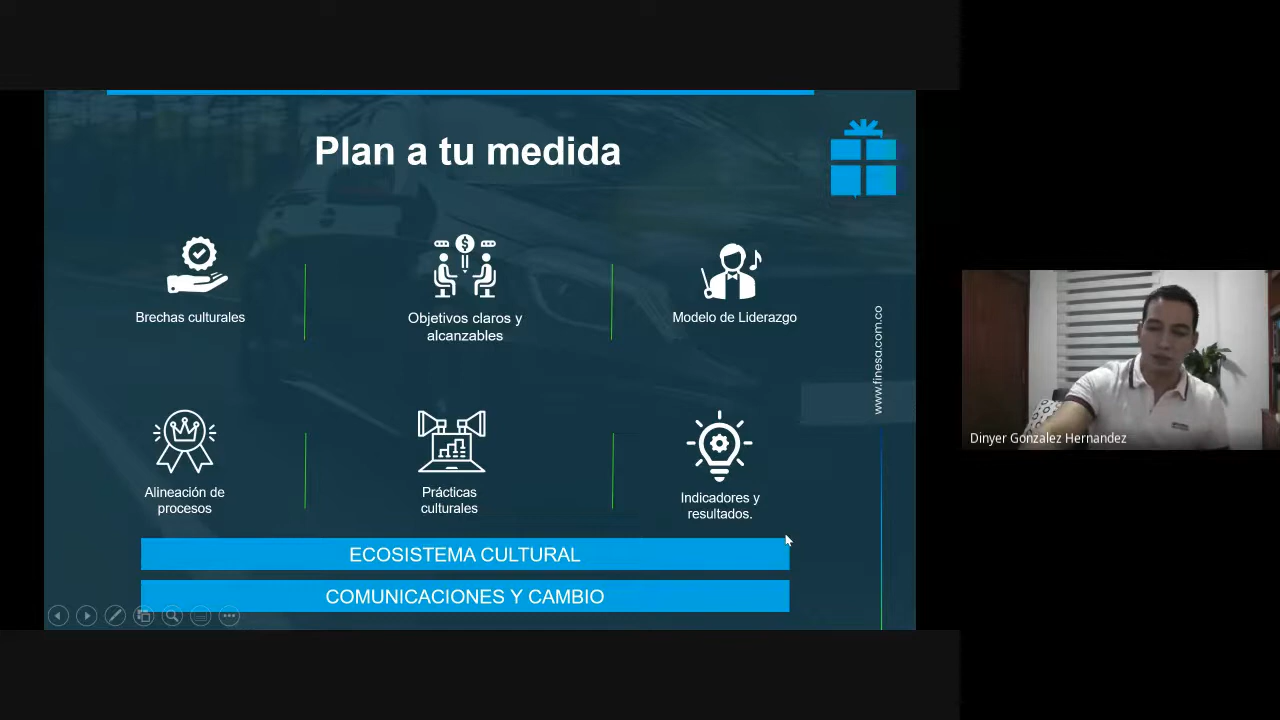 Plan a tu medida
Brechas culturales
Objetivos claros y
alcanzables
Modelo de Liderazgo
www.finesa.com.co
Alineación de
procesos
Prácticas
culturales
Indicadores y
resultados.
ECOSISTEMA CULTURAL
COMUNICACIONES Y CAMBIO
Dinyer Gonzalez Hernandez